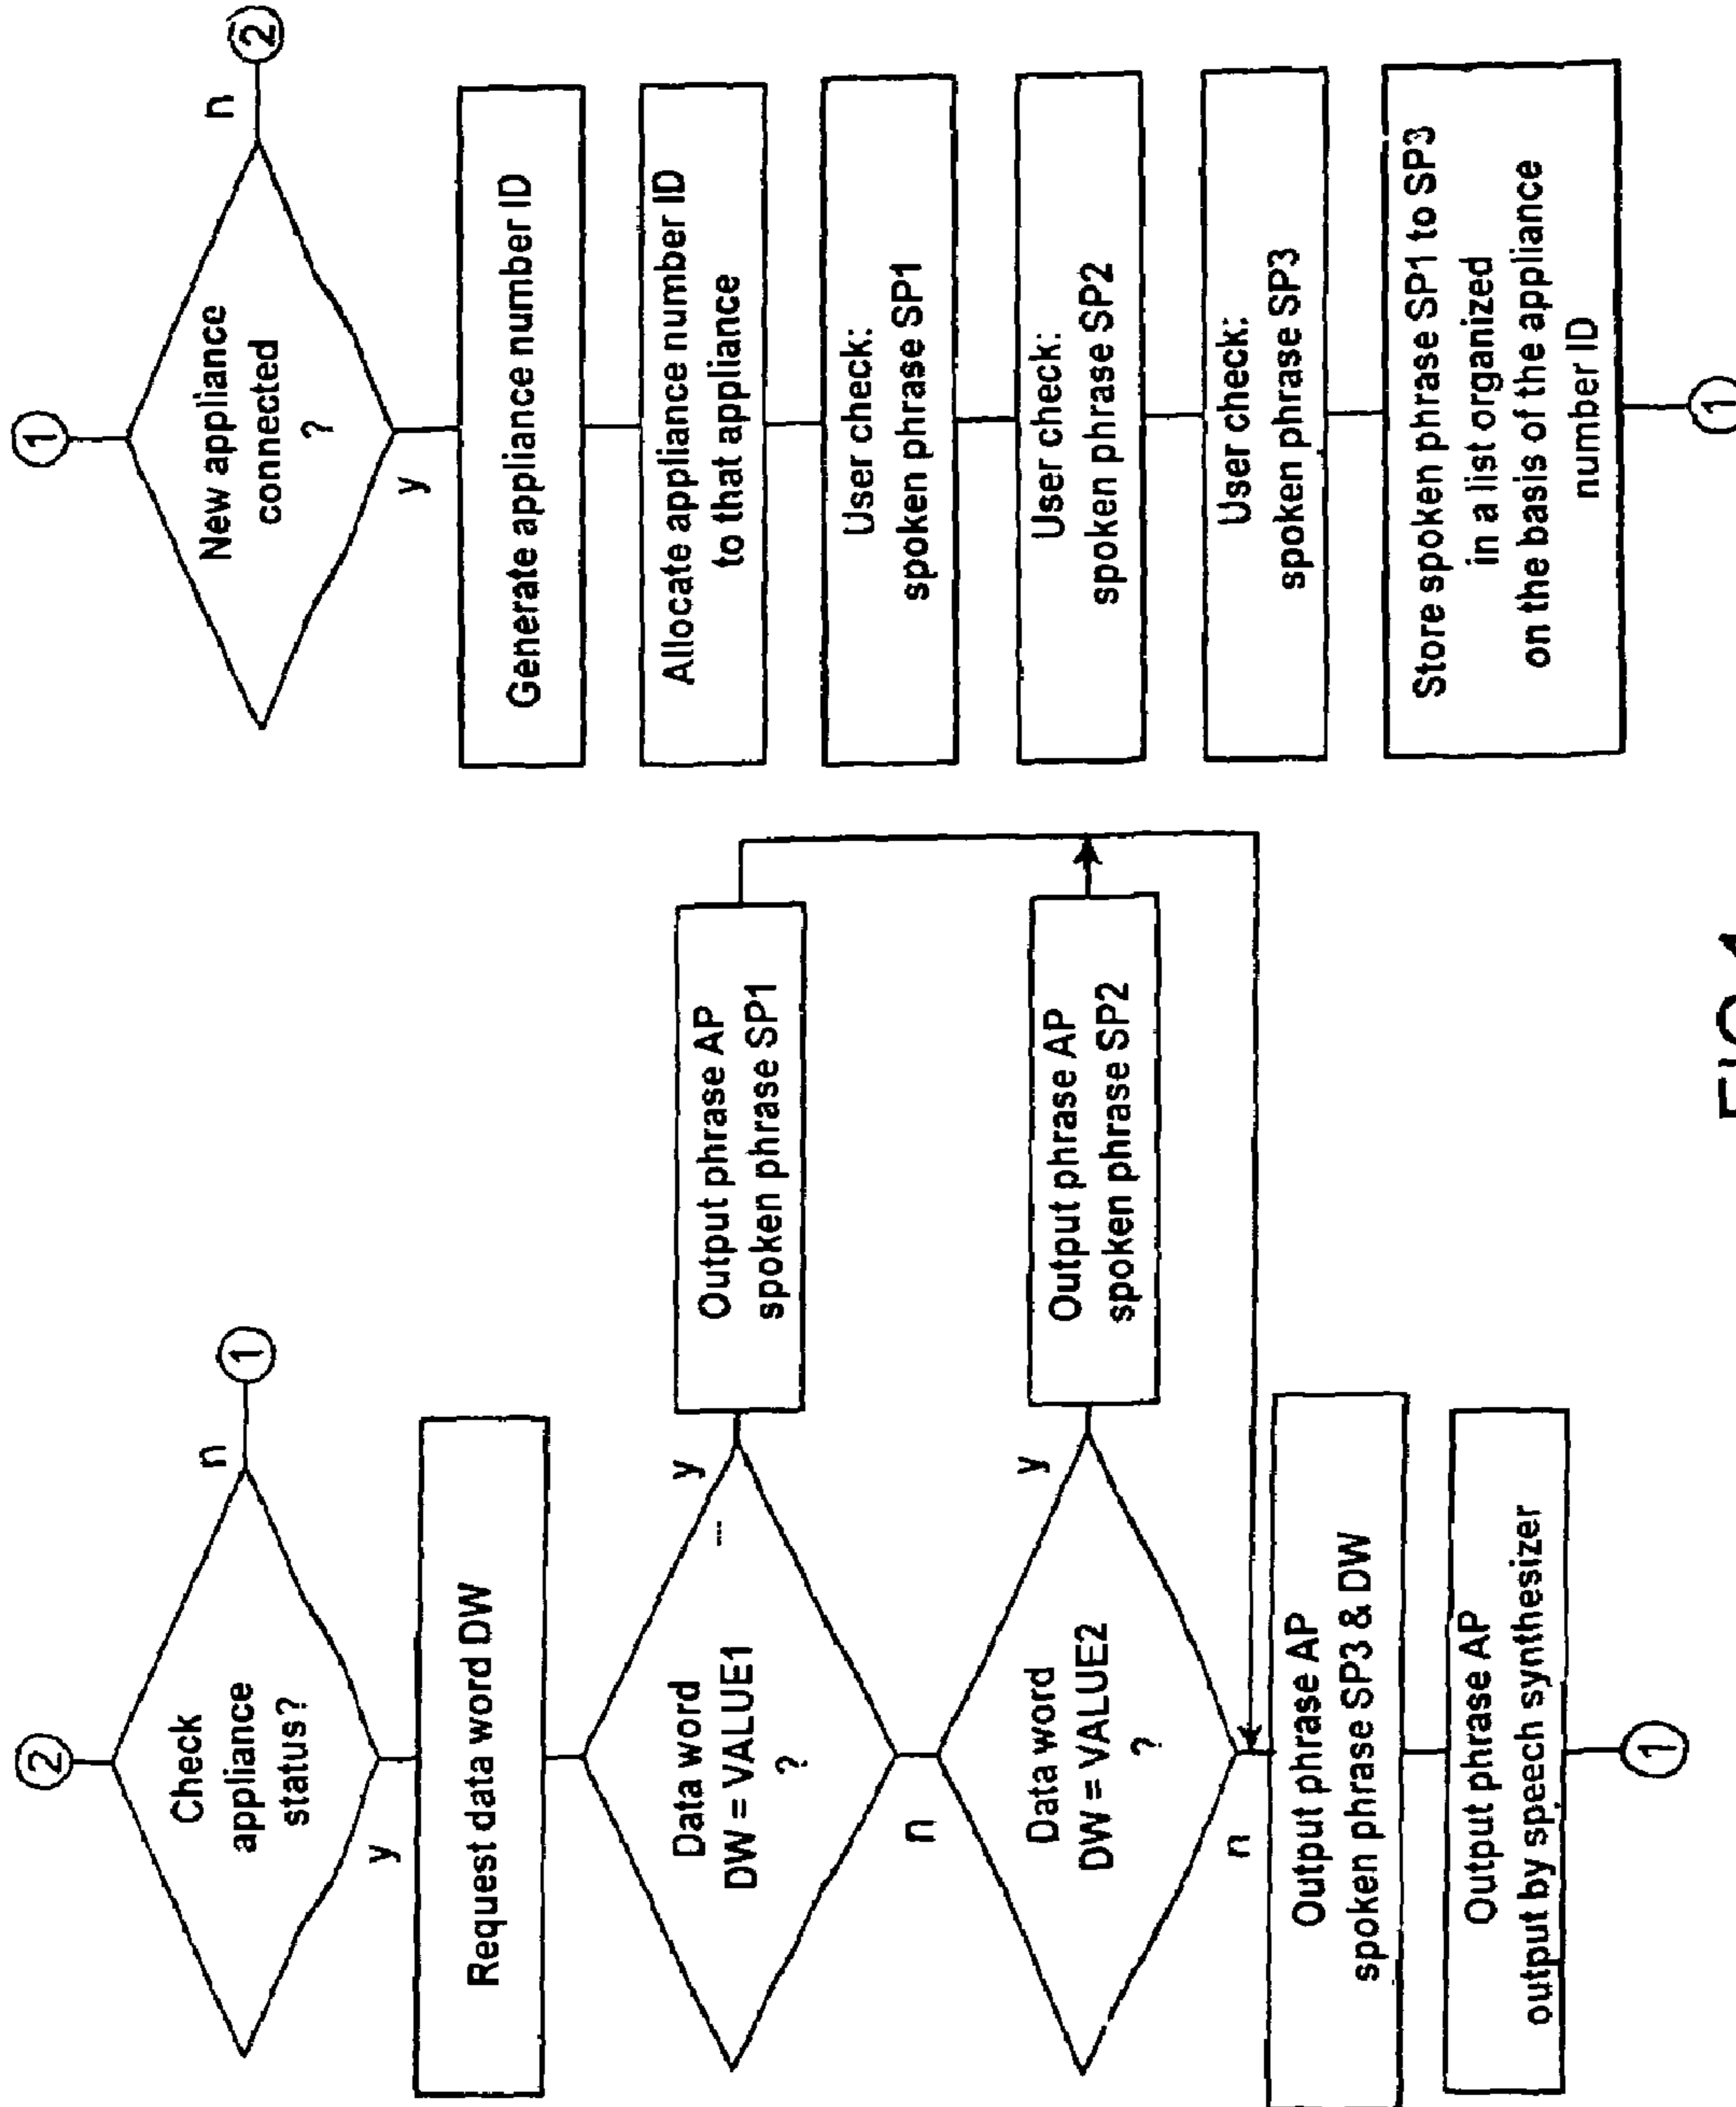 1
New appliance
connected
?
n
2
y
Generate appliance number ID
Allocate appliance number ID
to that appliance
User check:
spoken phrase SP1
User check:
spoken phrase SP2
User check:
spoken phrase SP3
Store spoken phrase SP1 to SP3
in a list organized
on the basis of the appliance
number ID
1
2
Check
appliance
status?
n
1
y
Request data word DW
Data word
DW = VALUE1
?
y
n
Output phrase AP
spoken phrase SP1
Data word
DW = VALUE2
?
y
n
Output phrase AP
spoken phrase SP2
Output phrase AP
spoken phrase SP3 & DW
Output phrase AP
output by speech synthesizer
1